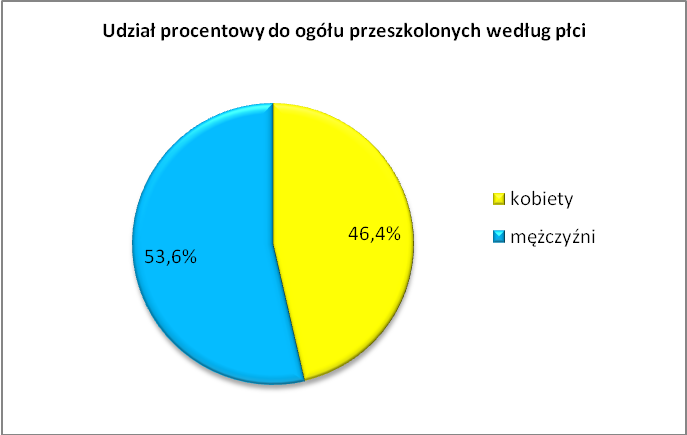 Udział procentowy do ogółu przeszkolonych według płci
kobiety
46,4%
mężczyźni
53,6%